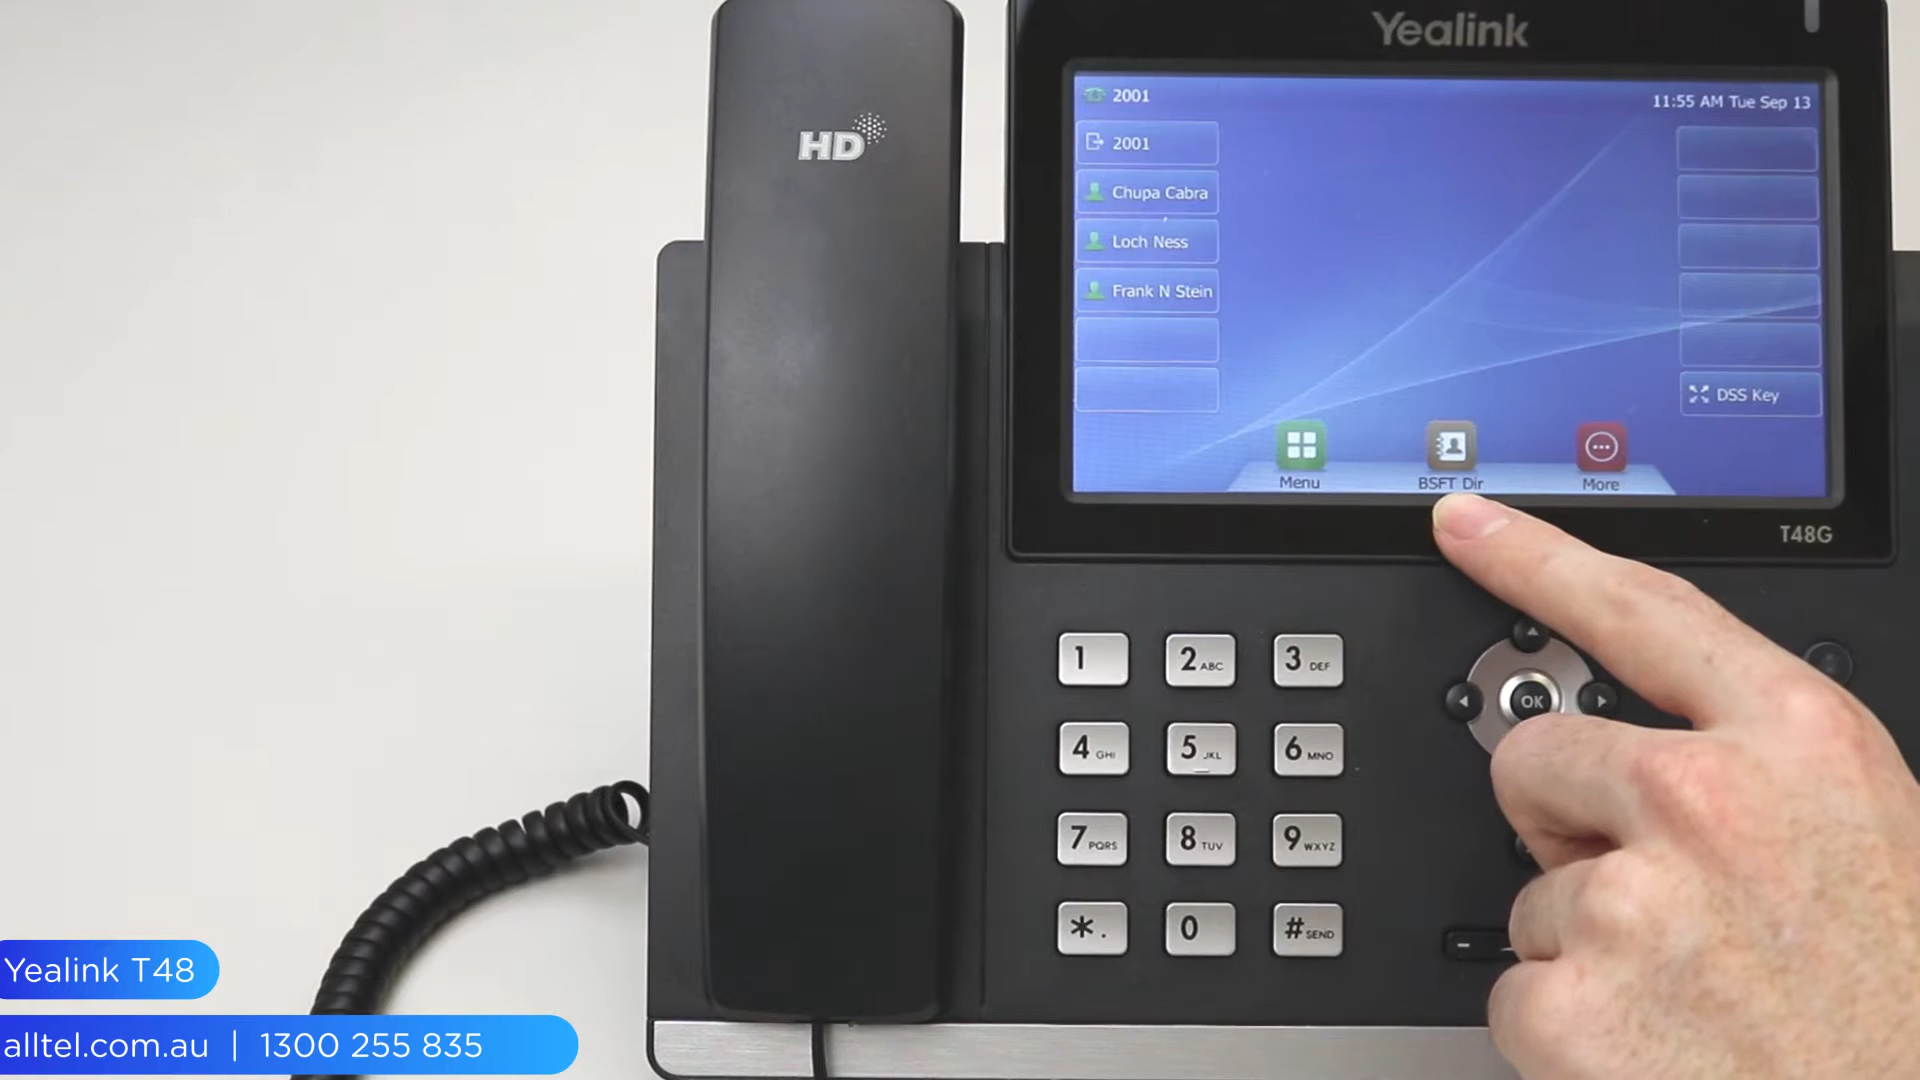 Yealink
HD
2001
11:55 AM Tue Sep 13
2001
Chupa Cabra
Loch Ness
Frank N Stein
DSS Key
Menu
BSFT Dir
More
T48G
1
2 ABC
3 DEF
4 GHI
5 JKL
6 MNO
7 PQRS
8 TUV
9 WXYZ
* .
0
# SEND
OK
-
Yealink T48
alltel.com.au | 1300 255 835